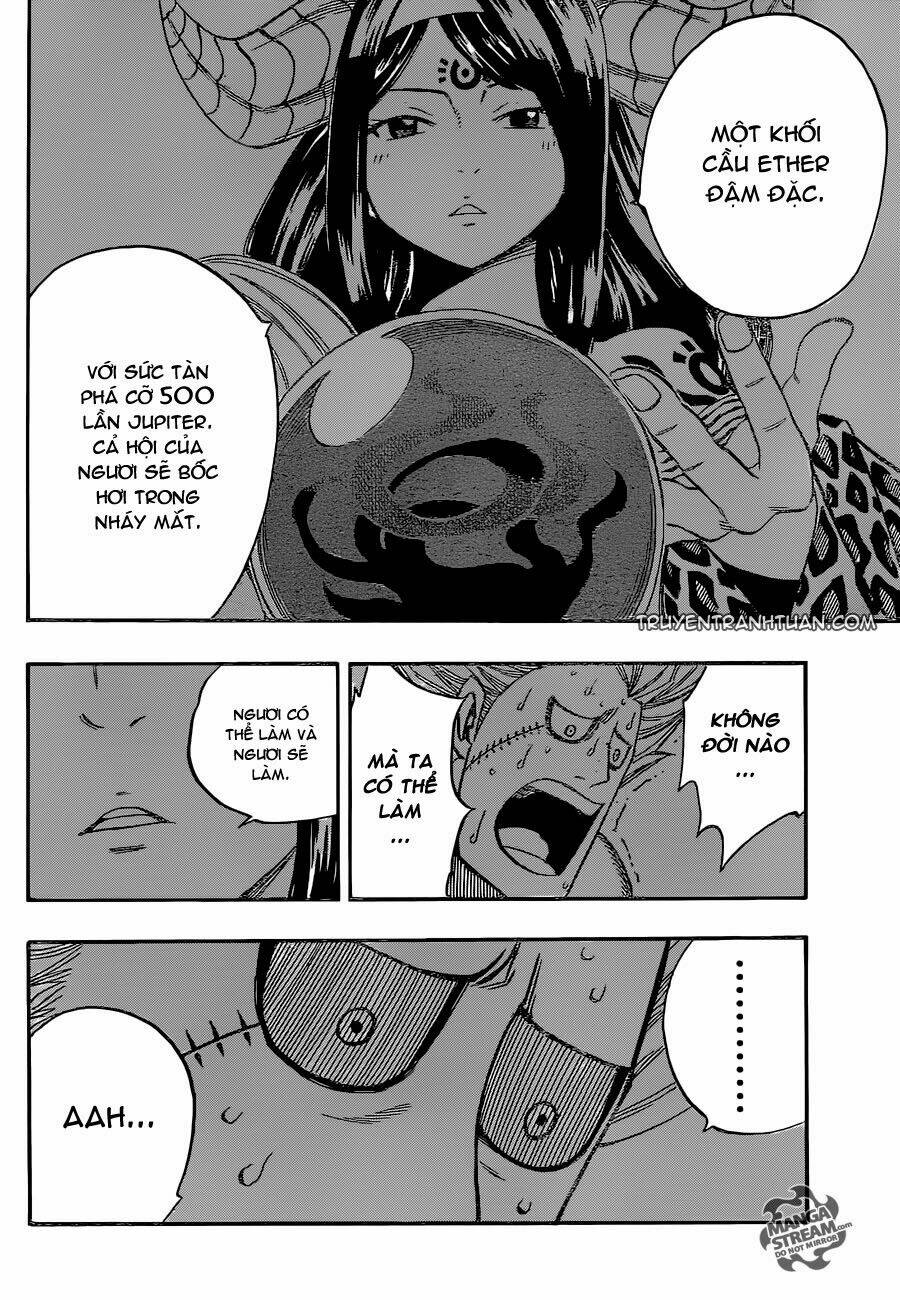 MỘT KHỐI
CẦU ETHER
ĐẬM ĐẶC.
VỚI SỨC TÀN
PHÁ CỠ 500
LẦN JUPITER.
CẢ HỘI CỦA
NGƯƠI SẼ BỐC
HƠI TRONG
NHÁY MẮT.
TRUYENTRANHTUAN.COM
KHÔNG
ĐỜI NÀO
...
MÀ TA
CÓ THỂ
LÀM
...
NGƯƠI CÓ
THỂ LÀM VÀ
NGƯƠI SẼ
LÀM.
.........
AAH...
MANGA
STREAM.com
DO NOT MIRROR